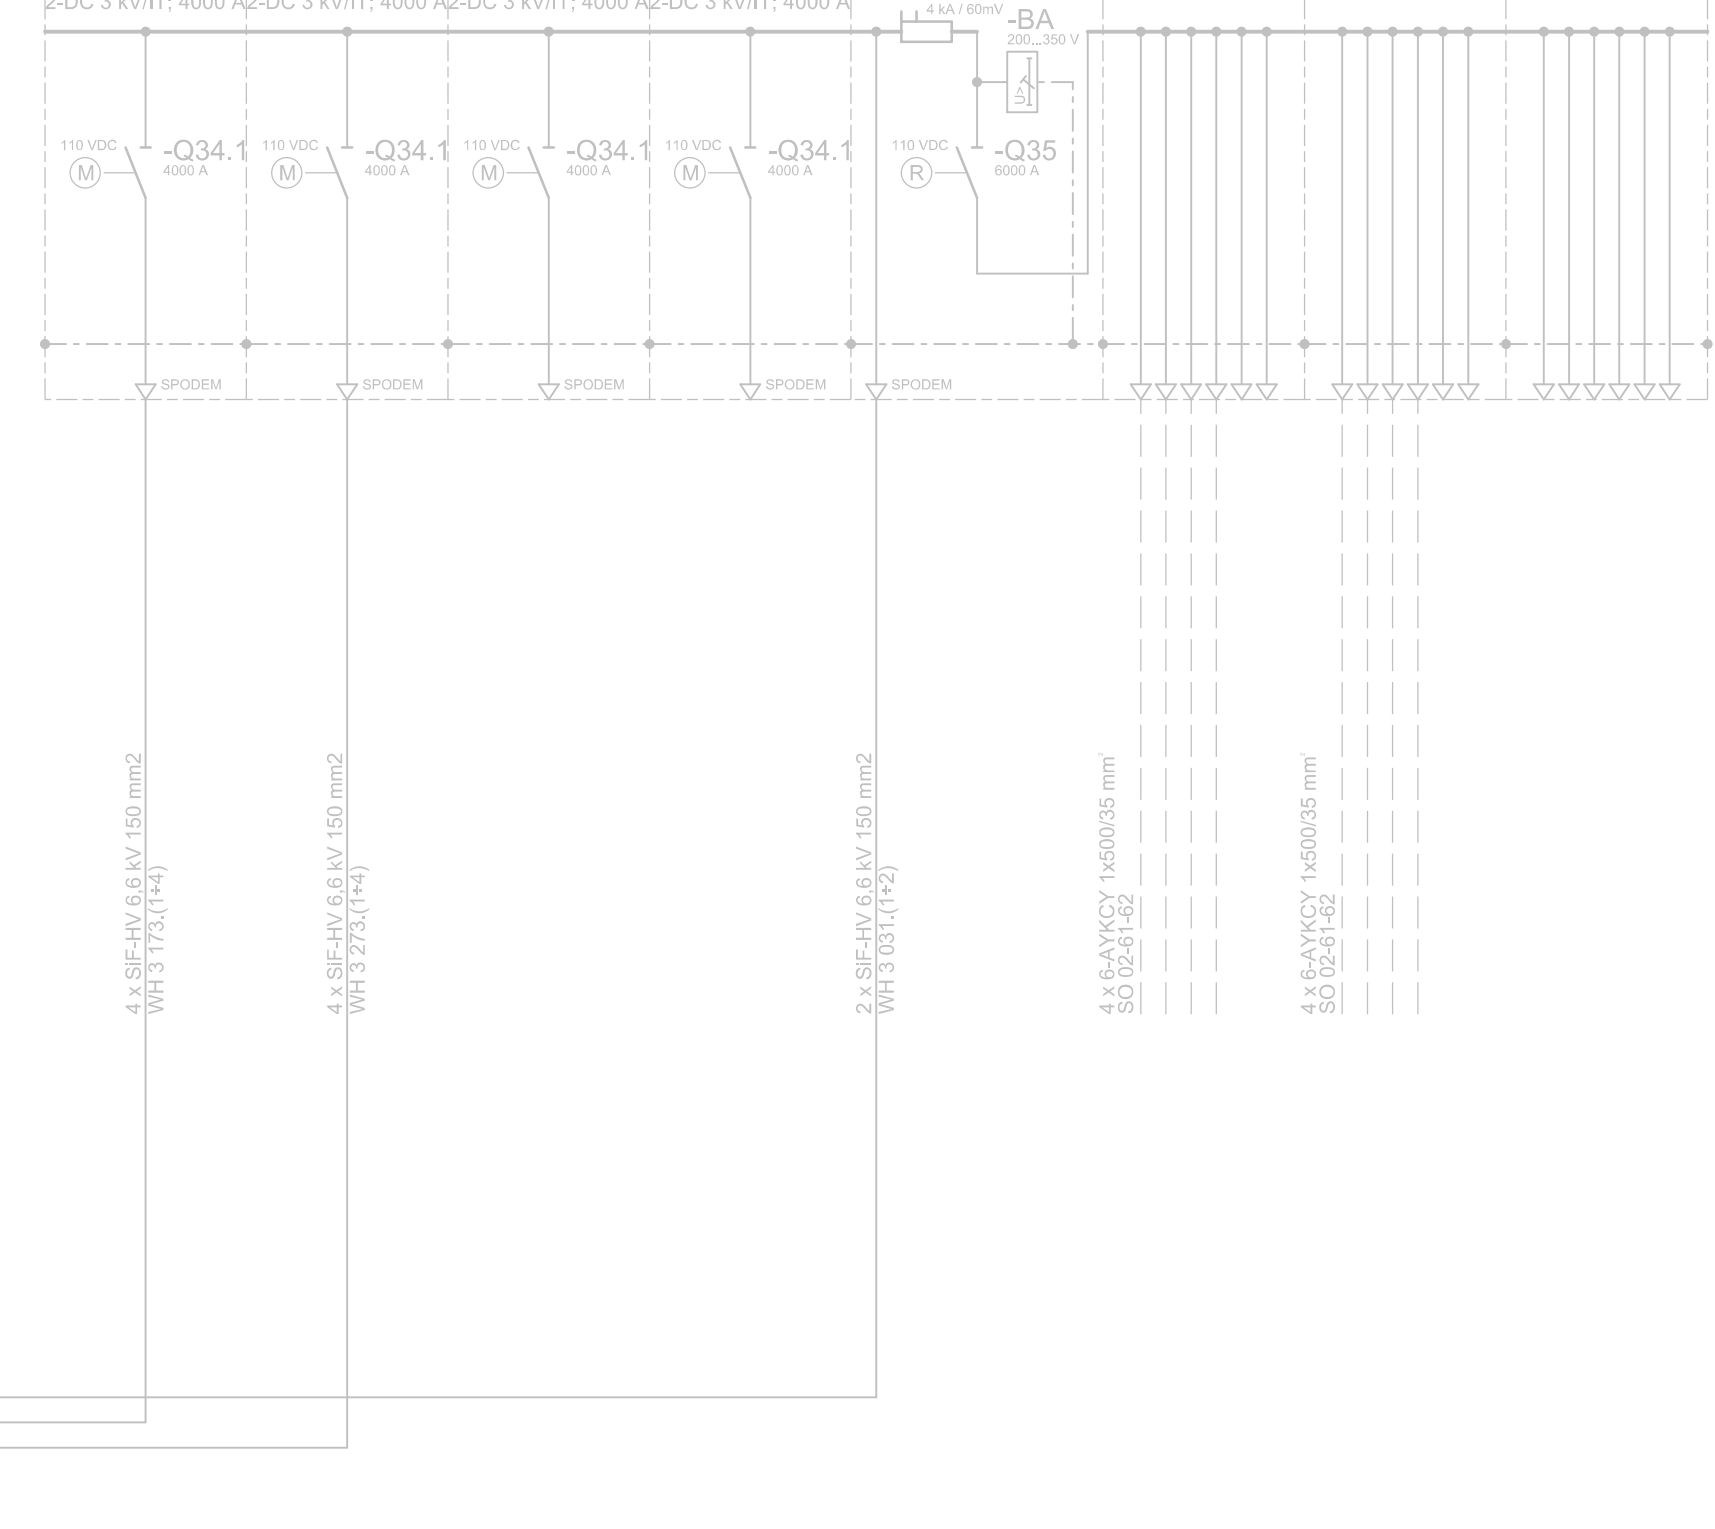 2-DC 3 kV/IT; 4000 A
2-DC 3 kV/IT; 4000 A
2-DC 3 kV/IT; 4000 A
2-DC 3 kV/IT; 4000 A
4 kA / 60mV
-BA
200...350 V
U>
110 VDC
M
-Q34.1
4000 A
110 VDC
M
-Q34.1
4000 A
110 VDC
M
-Q34.1
4000 A
110 VDC
M
-Q34.1
4000 A
110 VDC
R
-Q35
6000 A
SPODEM
SPODEM
SPODEM
SPODEM
SPODEM
4 x SiF-HV 6,6 kV 150 mm2
WH 3 173.(1÷4)
4 x SiF-HV 6,6 kV 150 mm2
WH 3 273.(1÷4)
2 x SiF-HV 6,6 kV 150 mm2
WH 3 031.(1÷2)
4 x 6-AYKCY 1x500/35 mm²
SO 02-61-62
4 x 6-AYKCY 1x500/35 mm²
SO 02-61-62